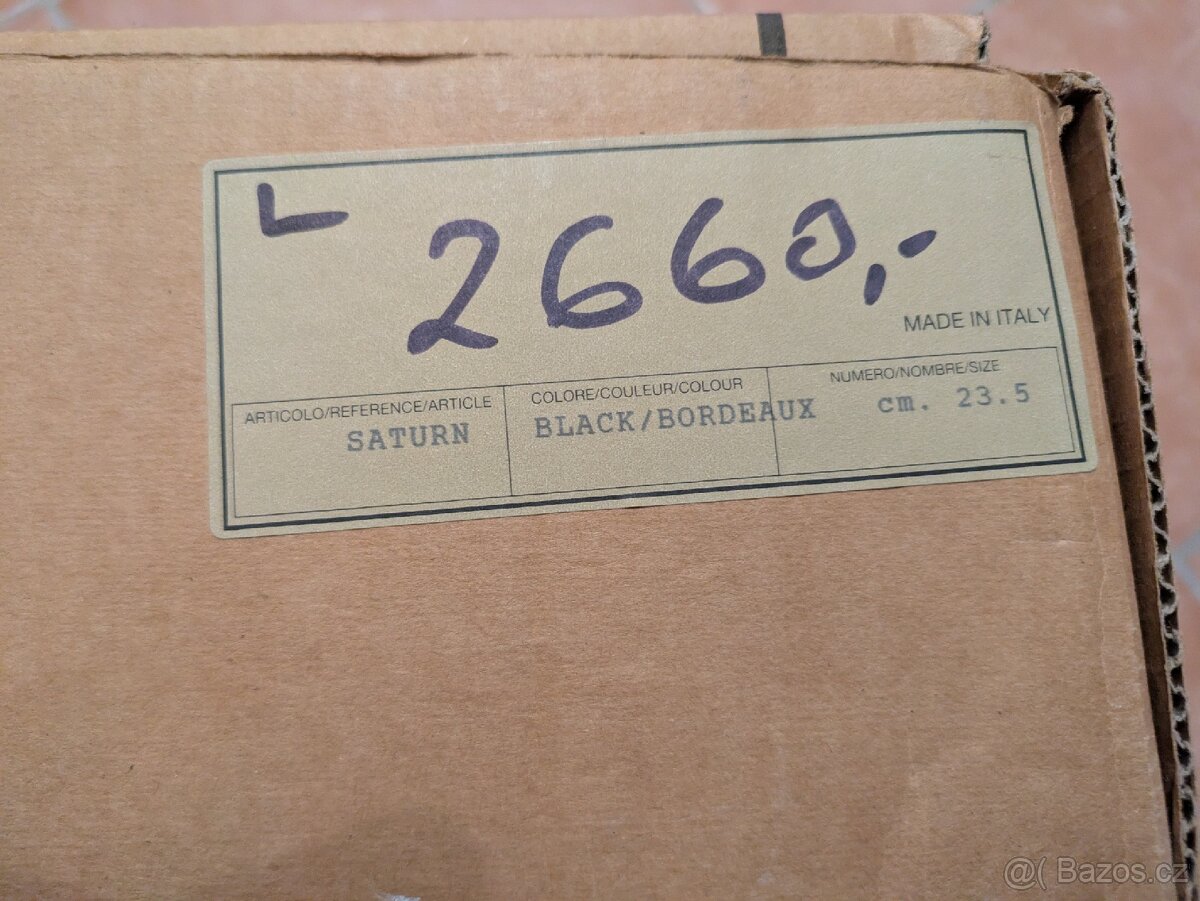 L
2660,-
MADE IN ITALY
ARTICOLO/REFERENCE/ARTICLE
SATURN
COLORE/COULEUR/COLOUR
BLACK/BORDEAUX
NUMERO/NOMBRE/SIZE
cm. 23.5
@( Bazos.cz